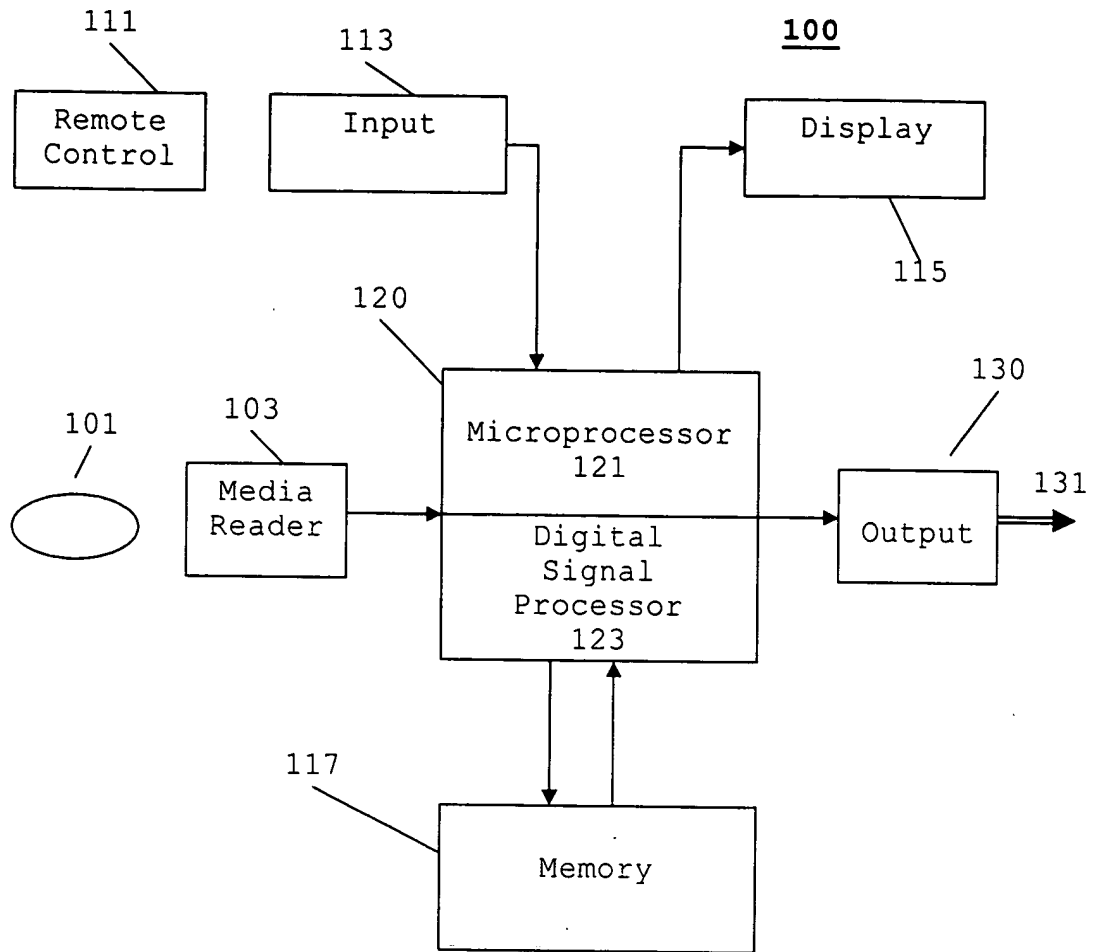 111
113
100
Remote
Control
Input
Display
115
120
130
101
103
131
Microprocessor
121
Media
Reader
Output
Digital
Signal
Processor
123
117
Memory